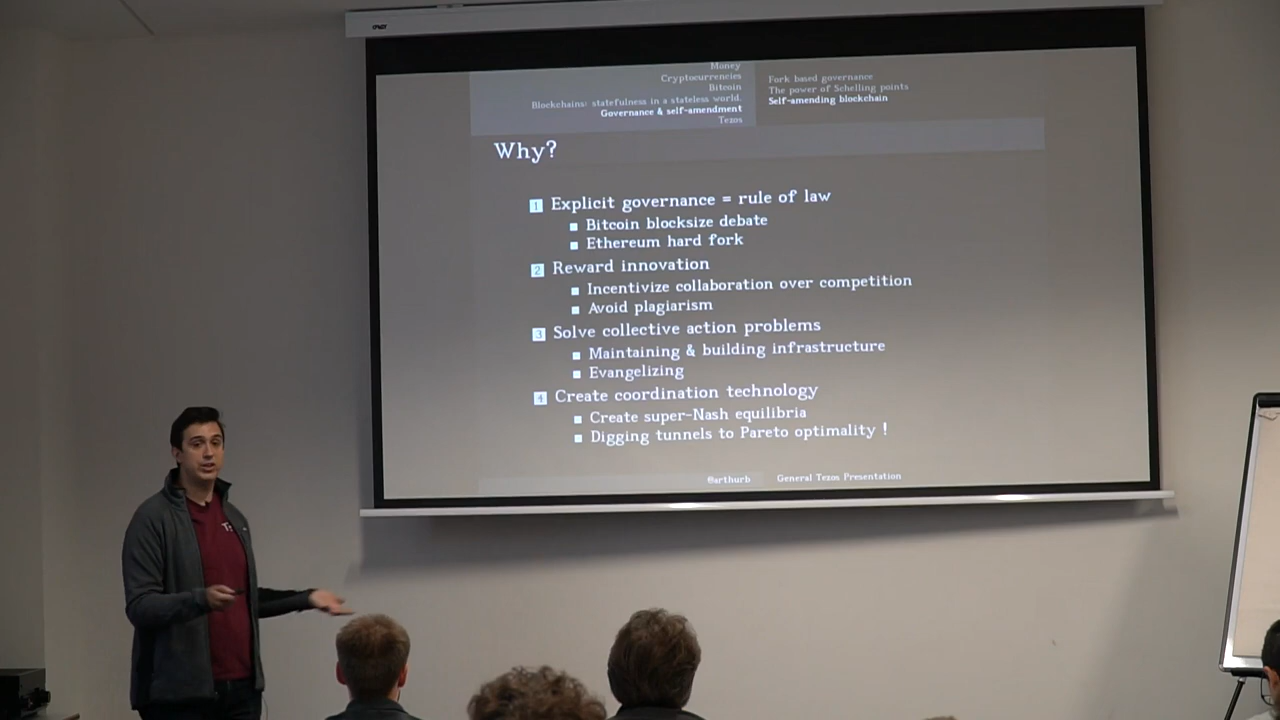 Money
Cryptocurrencies
Bitcoin
Blockchains: statefulness in a stateless world.
Governance & self-amendment
Tezos
Fork based governance
The power of Schelling points
Self-amending blockchain
Why?
1 Explicit governance = rule of law
Bitcoin blocksize debate
Ethereum hard fork
2 Reward innovation
Incentivize collaboration over competition
Avoid plagiarism
3 Solve collective action problems
Maintaining & building infrastructure
Evangelizing
4 Create coordination technology
Create super-Nash equilibria
Digging tunnels to Pareto optimality !
@arthurb
General Tezos Presentation